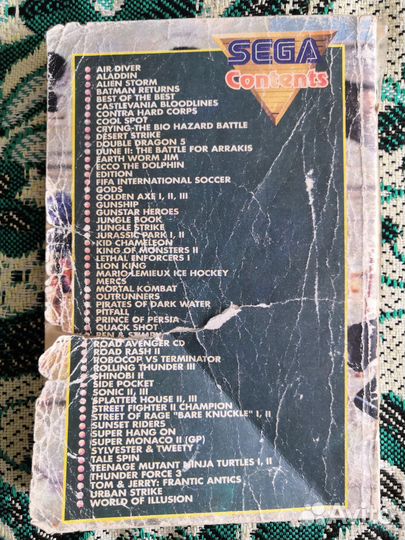 SEGA
Contents
AIR DIVER
ALADDIN
ALIEN STORM
BATMAN RETURNS
BEST OF THE BEST
CASTLEVANIA BLOODLINES
CONTRA HARD CORPS
COOL SPOT
CRYING-THE BIO HAZARD BATTLE
DESERT STRIKE
DOUBLE DRAGON 5
DUNE II: THE BATTLE FOR ARRAKIS
EARTH WORM JIM
ECCO THE DOLPHIN
EDITION
FIFA INTERNATIONAL SOCCER
GODS
GOLDEN AXE I, II, III
GUNSHIP
GUNSTAR HEROES
JUNGLE BOOK
JUNGLE STRIKE
JURASSIC PARK I, II
KID CHAMELEON
KING OF MONSTERS II
LETHAL ENFORCERS I
LION KING
MARIO LEMIEUX ICE HOCKEY
MERCS
MORTAL KOMBAT
OUTRUNNERS
PIRATES OF DARK WATER
PITFALL
PRINCE OF PERSIA
QUACK SHOT
REN &
ROAD AVENGER CD
ROAD RASH II
ROBOCOP VS TERMINATOR
ROLLING THUNDER III
SHINOBI II
SIDE POCKET
SONIC II, III
SPLATTER HOUSE II, III
STREET FIGHTER II CHAMPION
STREET OF RAGE "BARE KNUCKLE" I, II
SUNSET RIDERS
SUPER HANG ON
SUPER MONACO II (GP)
SYLVESTER & TWEETY
TALE SPIN
TEENAGE MUTANT NINJA TURTLES I, II
THUNDER FORCE 3
TOM & JERRY: FRANTIC ANTICS
URBAN STRIKE
WORLD OF ILLUSION
Avito